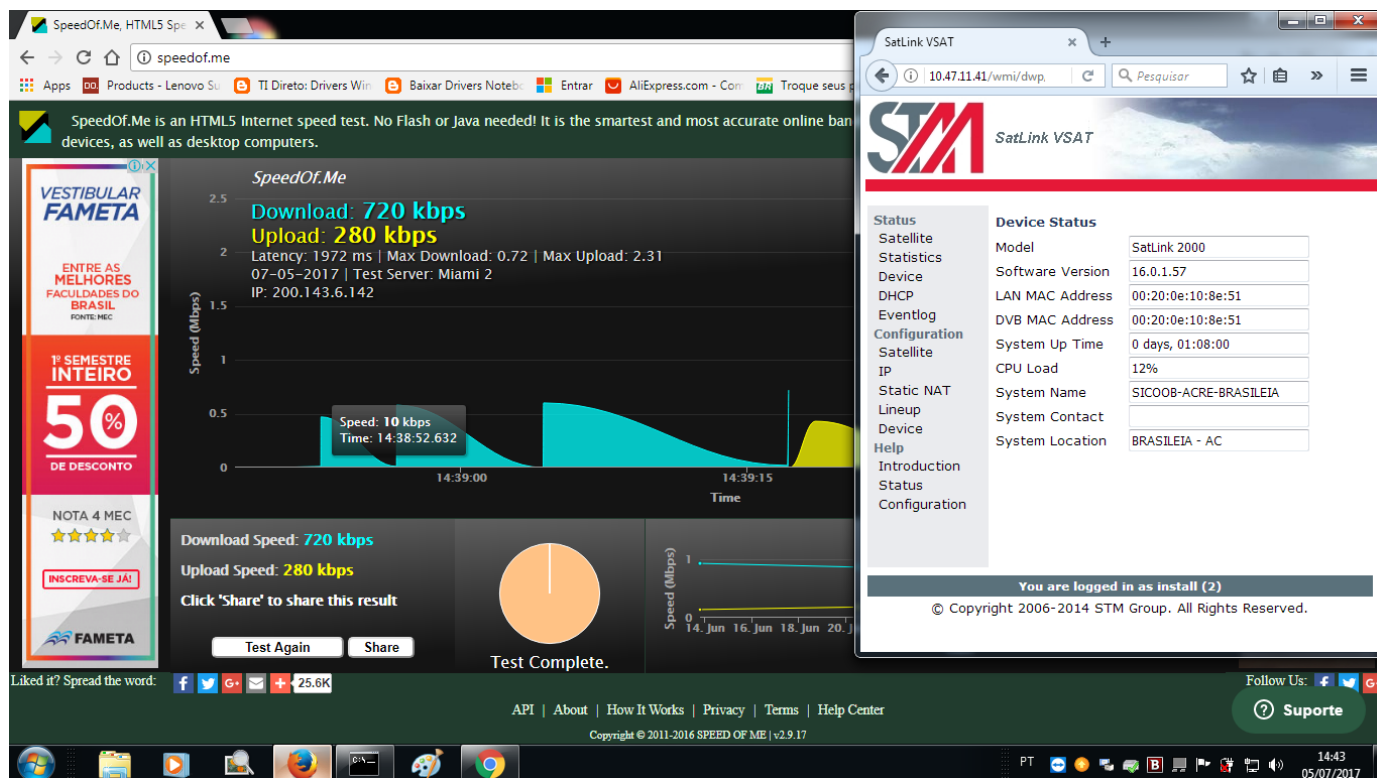 SpeedOf.Me, HTML5 Spe
speedof.me
Apps
Products - Lenovo Su
TI Direto: Drivers Win
Baixar Drivers Notebo
Entrar
AliExpress.com - Con
Troque seus p
SpeedOf.Me is an HTML5 Internet speed test. No Flash or Java needed! It is the smartest and most accurate online ban
devices, as well as desktop computers.
VESTIBULAR
FAMETA
ENTRE AS
MELHORES
FACULDADES DO
BRASIL
FONTE: MEC
1º SEMESTRE
INTEIRO
50%
DE DESCONTO
NOTA 4 MEC
INSCREVA-SE JÁ!
FAMETA
SpeedOf.Me
Download: 720 kbps
Upload: 280 kbps
Latency: 1972 ms | Max Download: 0.72 | Max Upload: 2.31
07-05-2017 | Test Server: Miami 2
IP: 200.143.6.142
Speed (Mbps)
2.5
2
1.5
1
0.5
0
Speed: 10 kbps
Time: 14:38:52.632
14:39:00
14:39:15
Time
Download Speed: 720 kbps
Upload Speed: 280 kbps
Click 'Share' to share this result
Test Again
Share
Test Complete.
Speed (Mbps)
1
0
14. Jun 16. Jun 18. Jun 20. J
SatLink VSAT
10.47.11.41/wmi/dwp.
Pesquisar
STM
SatLink VSAT
Status
Satellite
Statistics
Device
DHCP
Eventlog
Configuration
Satellite
IP
Static NAT
Lineup
Device
Help
Introduction
Status
Configuration
Device Status
Model SatLink 2000
Software Version 16.0.1.57
LAN MAC Address 00:20:0e:10:8e:51
DVB MAC Address 00:20:0e:10:8e:51
System Up Time 0 days, 01:08:00
CPU Load 12%
System Name SICOOB-ACRE-BRASILEIA
System Contact
System Location BRASILEIA - AC
You are logged in as install (2)
© Copyright 2006-2014 STM Group. All Rights Reserved.
Liked it? Spread the word:
25.6K
Follow Us:
API | About | How It Works | Privacy | Terms | Help Center
Copyright © 2011-2016 SPEED OF ME | v2.9.17
Suporte
PT
14:43
05/07/2017